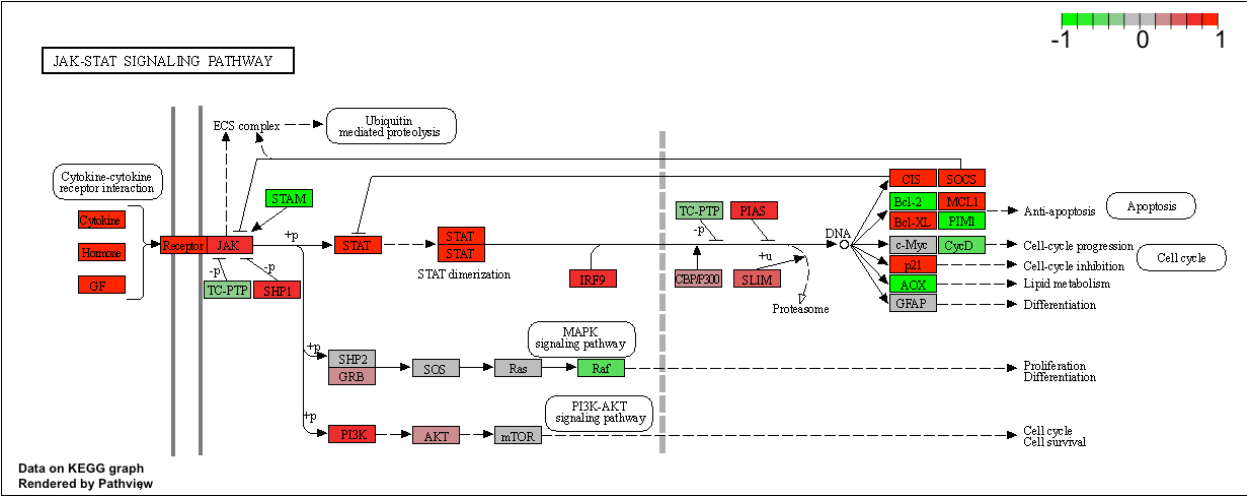 -1 0 1
JAK-STAT SIGNALING PATHWAY
ECS complex
Ubiquitin
mediated proteolysis
Cytokine-cytokine
receptor interaction
STAM
Cytokine
Hormone
GF
Receptor
JAK
+p
STAT
STAT
STAT
STAT dimerization
-p
-p
TC-PTP
SHP1
IRF9
TC-PTP
PIAS
-p
CBP/P300
+u
SLIM
Proteasome
DNA
CIS
SOCS
Bcl-2
MCL1
Bcl-XL
PIM1
c-Myc
CycD
p21
AOX
GFAP
Anti-apoptosis
Apoptosis
Cell-cycle progression
Cell-cycle inhibition
Cell cycle
Lipid metabolism
Differentiation
+p
SHP2
GRB
SOS
Ras
Raf
MAPK
signaling pathway
Proliferation
Differentiation
+p
PI3K
AKT
mTOR
PI3K-AKT
signaling pathway
Cell cycle
Cell survival
Data on KEGG graph
Rendered by Pathview